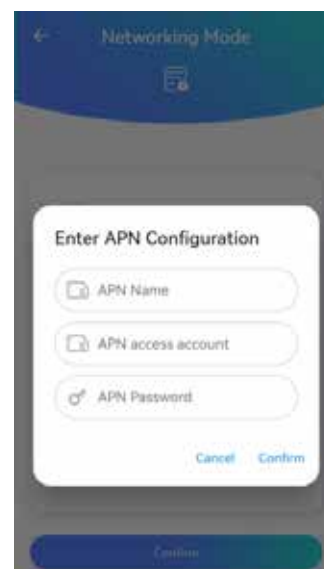 Networking Mode
Enter APN Configuration
APN Name
APN access account
APN Password
Cancel Confirm
Confirm